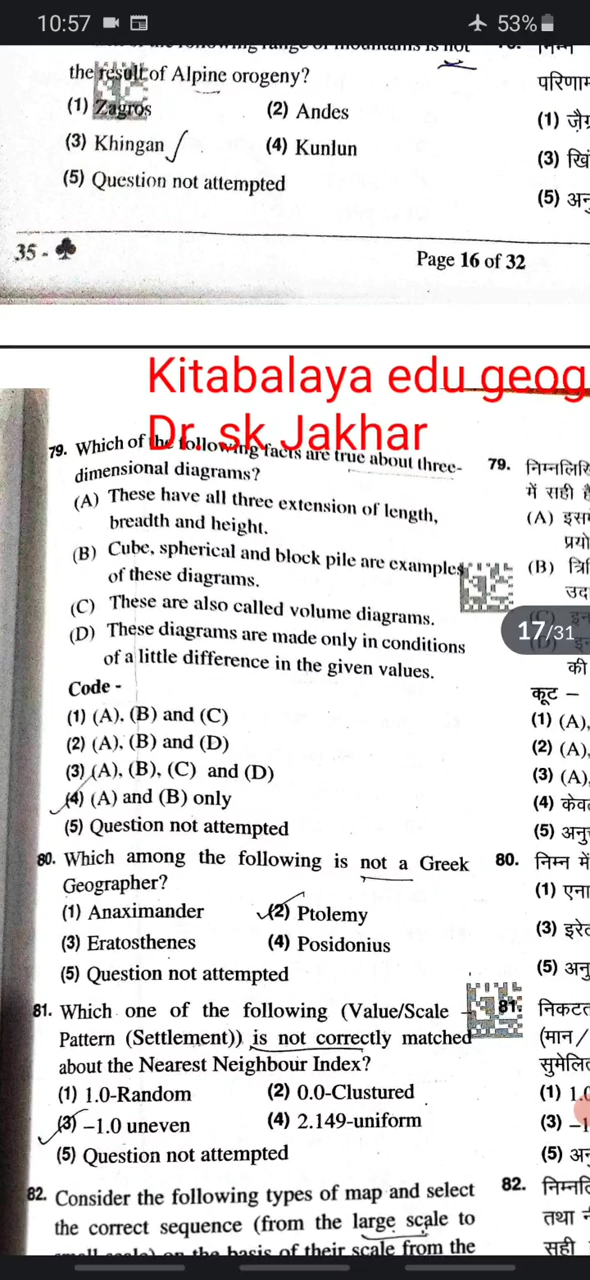 10:57
53%
the result of Alpine orogeny?
(1) Zagros
(2) Andes
(3) Khingan
(4) Kunlun
(5) Question not attempted
परिणाम
(1)
(3) खिं
(5) अनु
35 - ♣
Page 16 of 32
Kitabalaya edu geog
Dr. sk Jakhar
79. Which of the following facts are true about three-
dimensional diagrams?
(A) These have all three extension of length,
breadth and height.
(B) Cube, spherical and block pile are examples
of these diagrams.
(C) These are also called volume diagrams.
(D) These diagrams are made only in conditions
of a little difference in the given values.
Code -
(1) (A), (B) and (C)
(2) (A), (B) and (D)
(3) (A), (B), (C) and (D)
(4) (A) and (B) only
(5) Question not attempted
79. निम्नलिखि
में सही है
(A) इस
प्रयो
(B) त्रि
उद
17/31
की
कूट –
(1) (A),
(2) (A),
(3) (A),
(4) केव
(5) अनु
80. Which among the following is not a Greek
Geographer?
(1) Anaximander
(2) Ptolemy
(3) Eratosthenes
(4) Posidonius
(5) Question not attempted
80. निम्न में
(1) एना
(3) इरे
(5) अनु
81. Which one of the following (Value/Scale –
Pattern (Settlement)) is not correctly matched
about the Nearest Neighbour Index?
(1) 1.0-Random
(2) 0.0-Clustured
(3) –1.0 uneven
(4) 2.149-uniform
(5) Question not attempted
81. निकटत
(मान /
सुमेलि
(1) 1.0
(3) –1
(5) अन
82. Consider the following types of map and select
the correct sequence (from the large scale to
small scale) on the basis of their scale from the
82. निम्नलि
तथा
सही